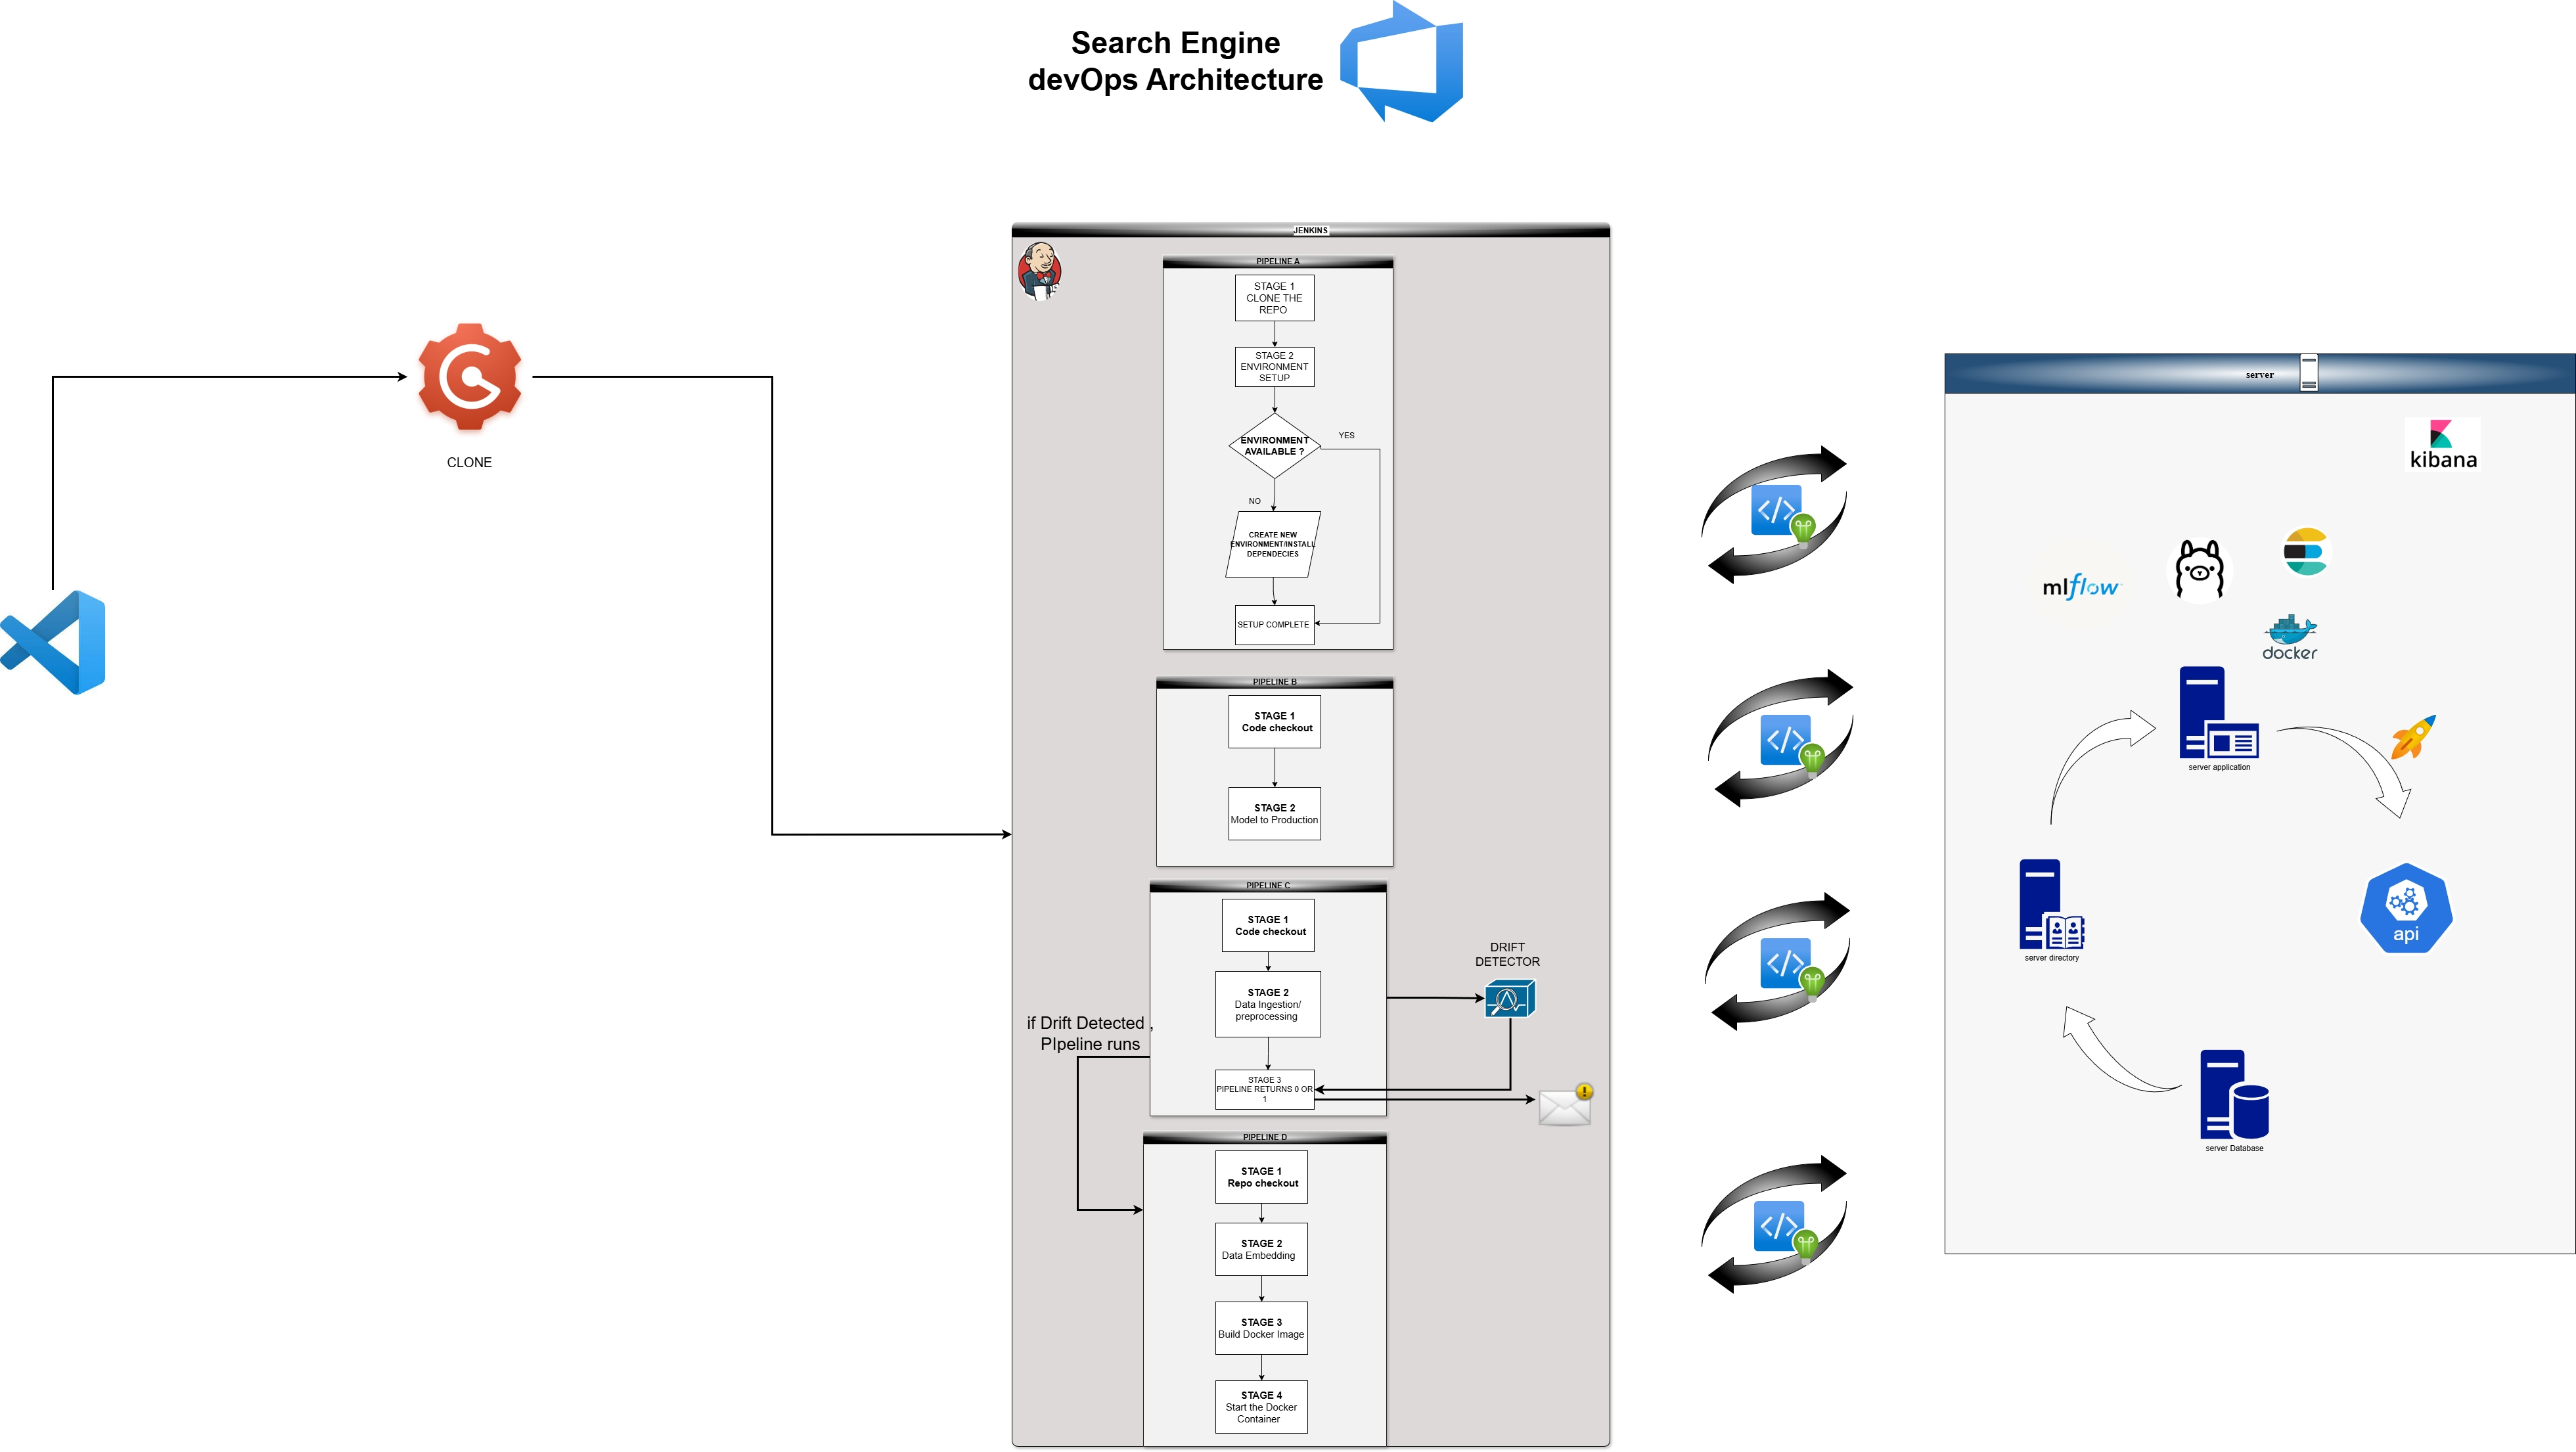 Search Engine
devOps Architecture
CLONE
JENKINS
PIPELINE A
STAGE 1
CLONE THE
REPO
STAGE 2
ENVIRONMENT
SETUP
ENVIRONMENT
AVAILABLE ?
YES
NO
CREATE NEW
ENVIRONMENT/INSTALL
DEPENDECIES
SETUP COMPLETE
PIPELINE B
STAGE 1
Code checkout
STAGE 2
Model to Production
PIPELINE C
STAGE 1
Code checkout
STAGE 2
Data Ingestion/
preprocessing
STAGE 3
PIPELINE RETURNS 0 OR
1
DRIFT
DETECTOR
if Drift Detected ,
PIpeline runs
PIPELINE D
STAGE 1
Repo checkout
STAGE 2
Data Embedding
STAGE 3
Build Docker Image
STAGE 4
Start the Docker
Container
server
kibana
mlflow
docker
server application
server directory
api
server Database